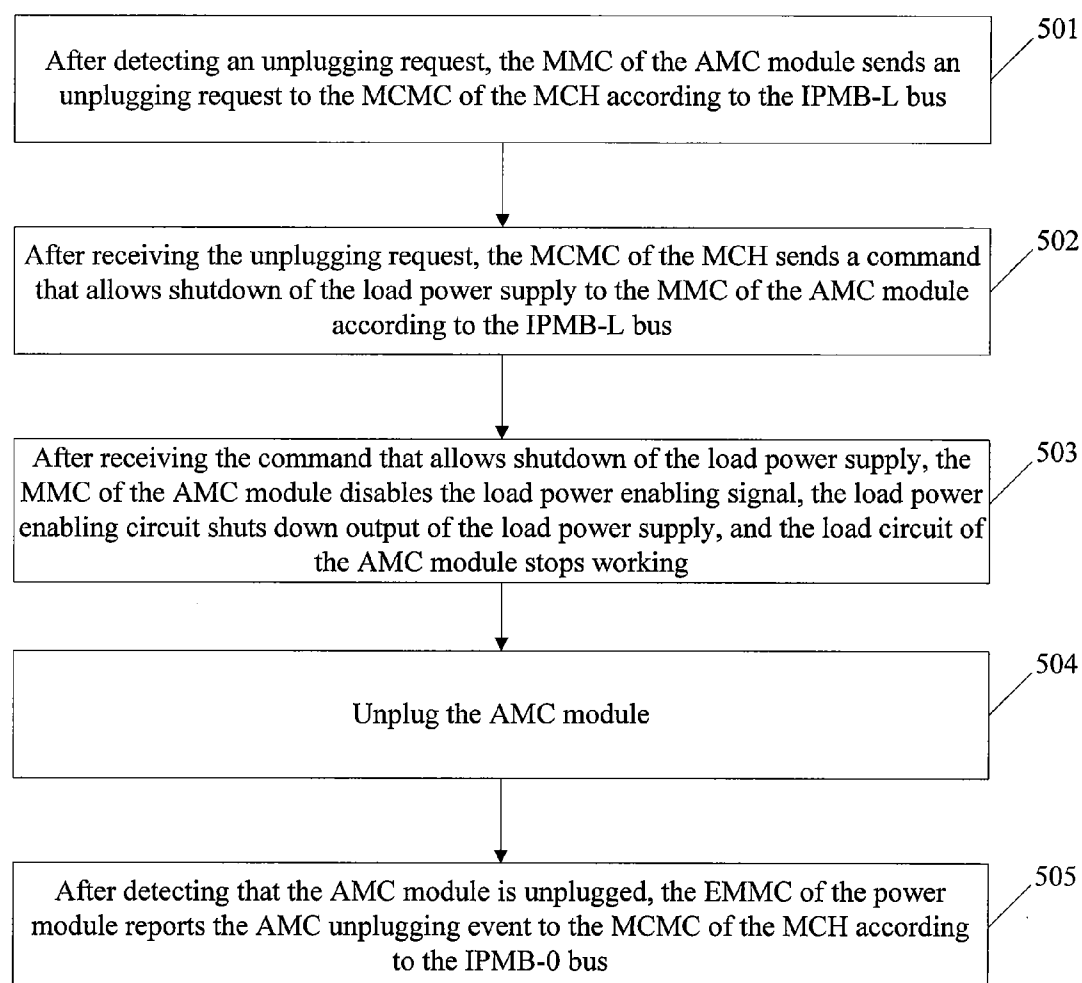 501
After detecting an unplugging request, the MMC of the AMC module sends an
unplugging request to the MCMC of the MCH according to the IPMB-L bus
502
After receiving the unplugging request, the MCMC of the MCH sends a command
that allows shutdown of the load power supply to the MMC of the AMC module
according to the IPMB-L bus
503
After receiving the command that allows shutdown of the load power supply, the
MMC of the AMC module disables the load power enabling signal, the load power
enabling circuit shuts down output of the load power supply, and the load circuit of
the AMC module stops working
504
Unplug the AMC module
505
After detecting that the AMC module is unplugged, the EMMC of the power
module reports the AMC unplugging event to the MCMC of the MCH according
to the IPMB-0 bus